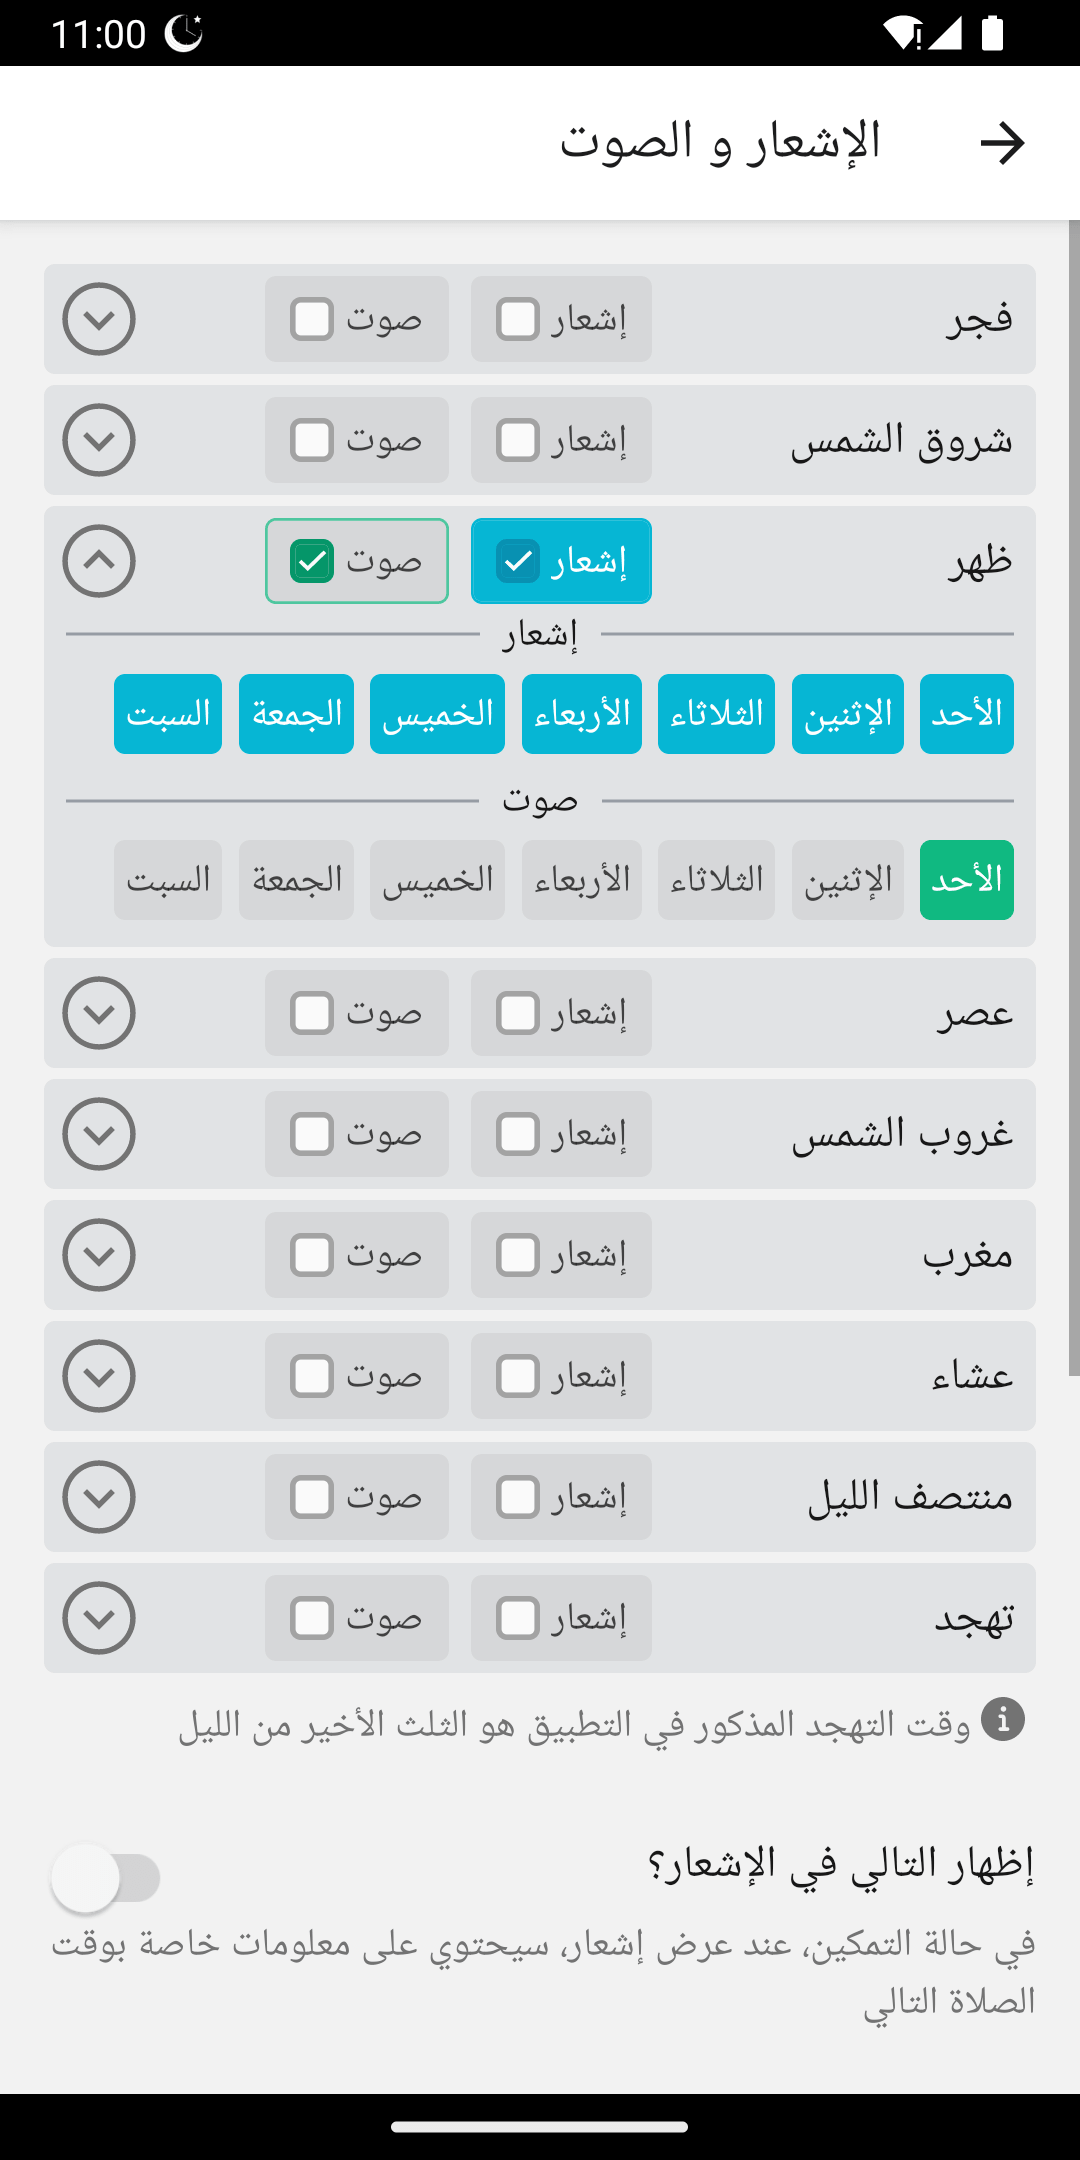 11:00
الإشعار و الصوت
فجر إشعار صوت
شروق الشمس إشعار صوت
ظهر إشعار صوت
إشعار
الأحد الإثنين الثلاثاء الأربعاء الخميس الجمعة السبت
صوت
الأحد الإثنين الثلاثاء الأربعاء الخميس الجمعة السبت
عصر إشعار صوت
غروب الشمس إشعار صوت
مغرب إشعار صوت
عشاء إشعار صوت
منتصف الليل إشعار صوت
تهجد إشعار صوت
وقت التهجد المذكور في التطبيق هو الثلث الأخير من الليل
إظهار التالي في الإشعار؟
في حالة التمكين، عند عرض إشعار، سيحتوي على معلومات خاصة بوقت
الصلاة التالي